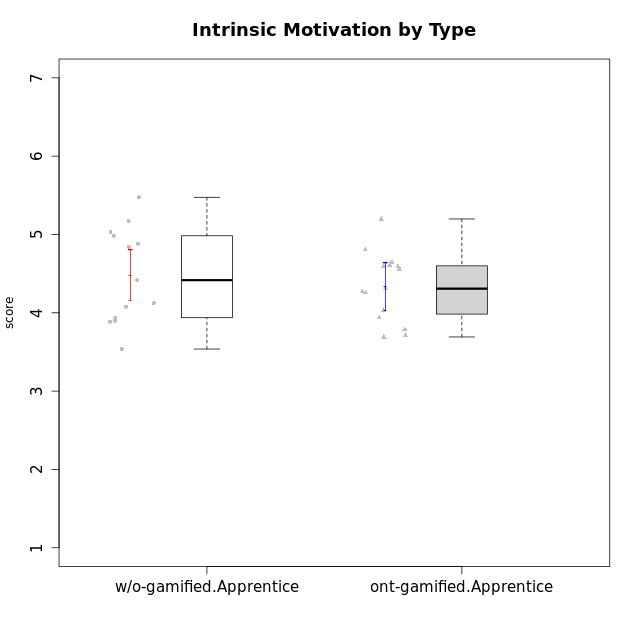 Intrinsic Motivation by Type
7
6
5
4
3
2
1
score
w/o-gamified.Apprentice
ont-gamified.Apprentice